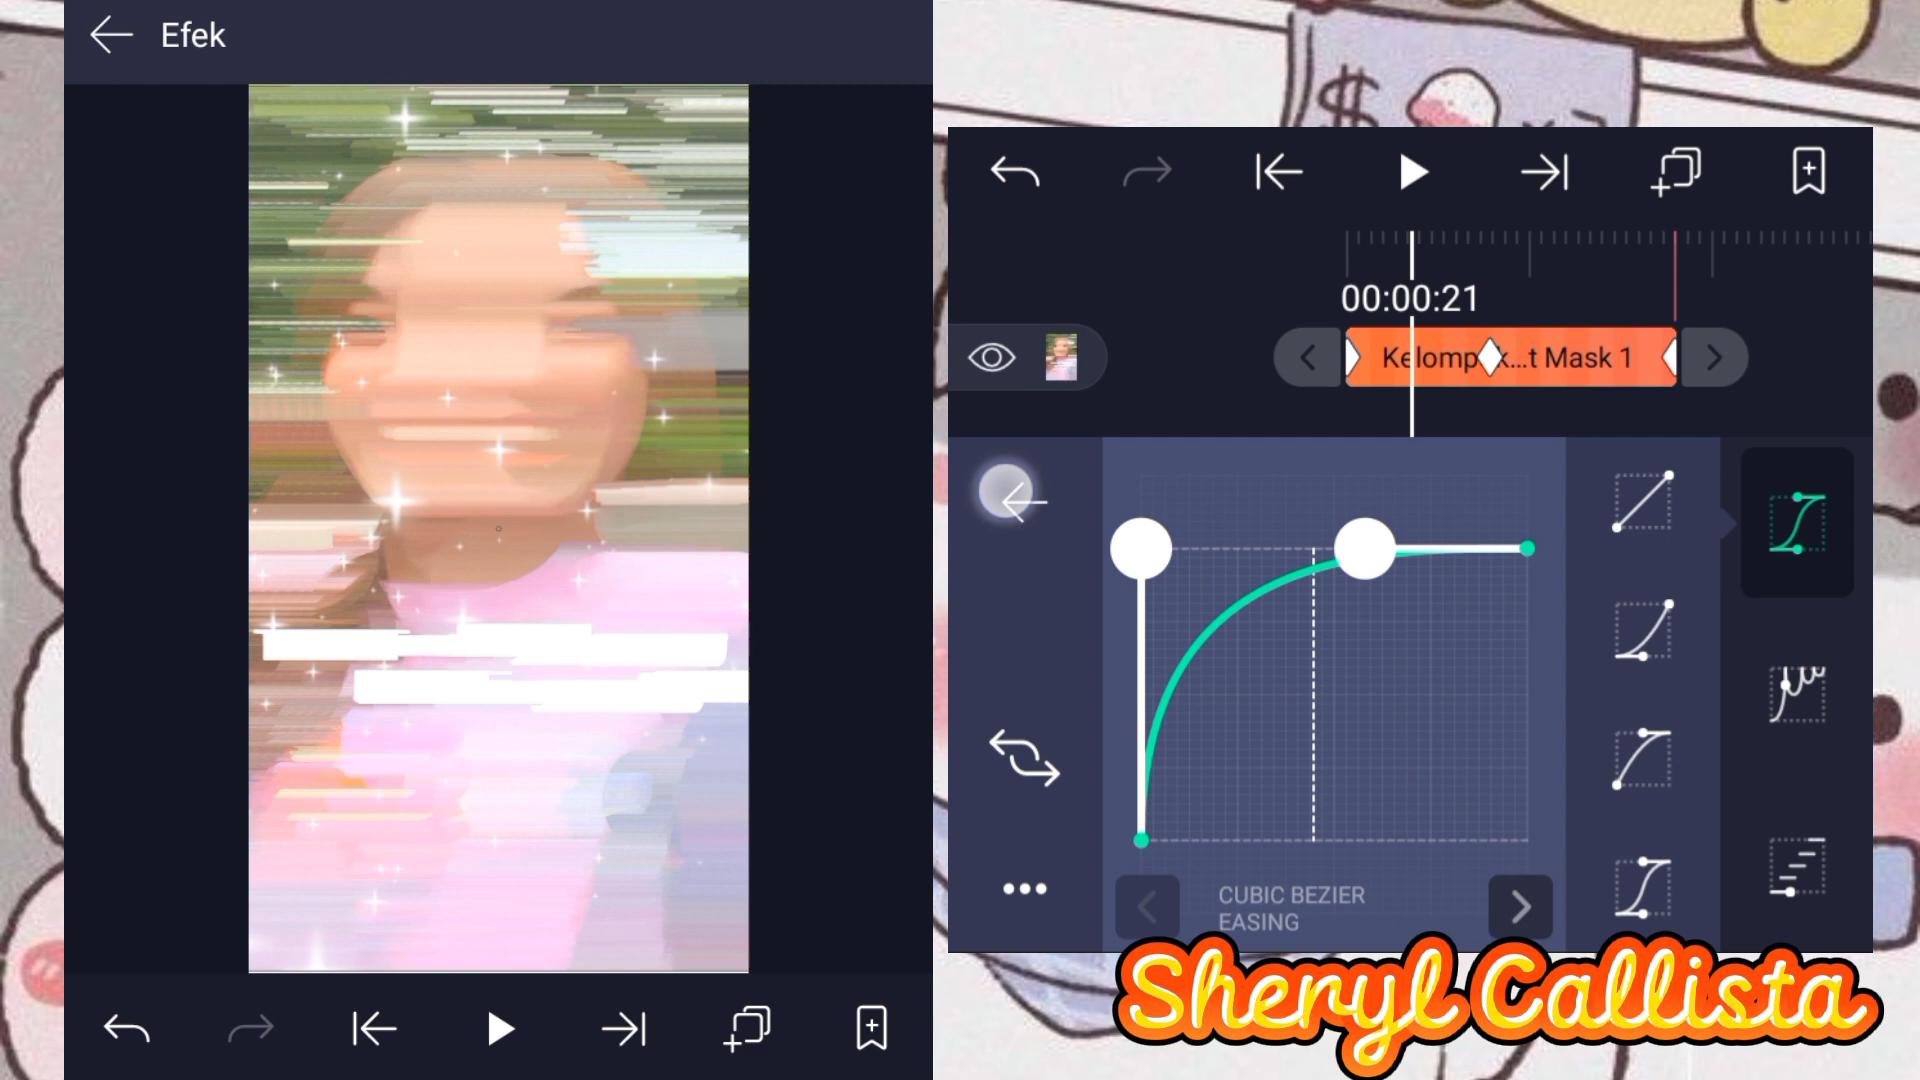 Efek
$
00:00:21
Kelomp k...t Mask 1
CUBIC BEZIER
EASING
Sheryl Callista